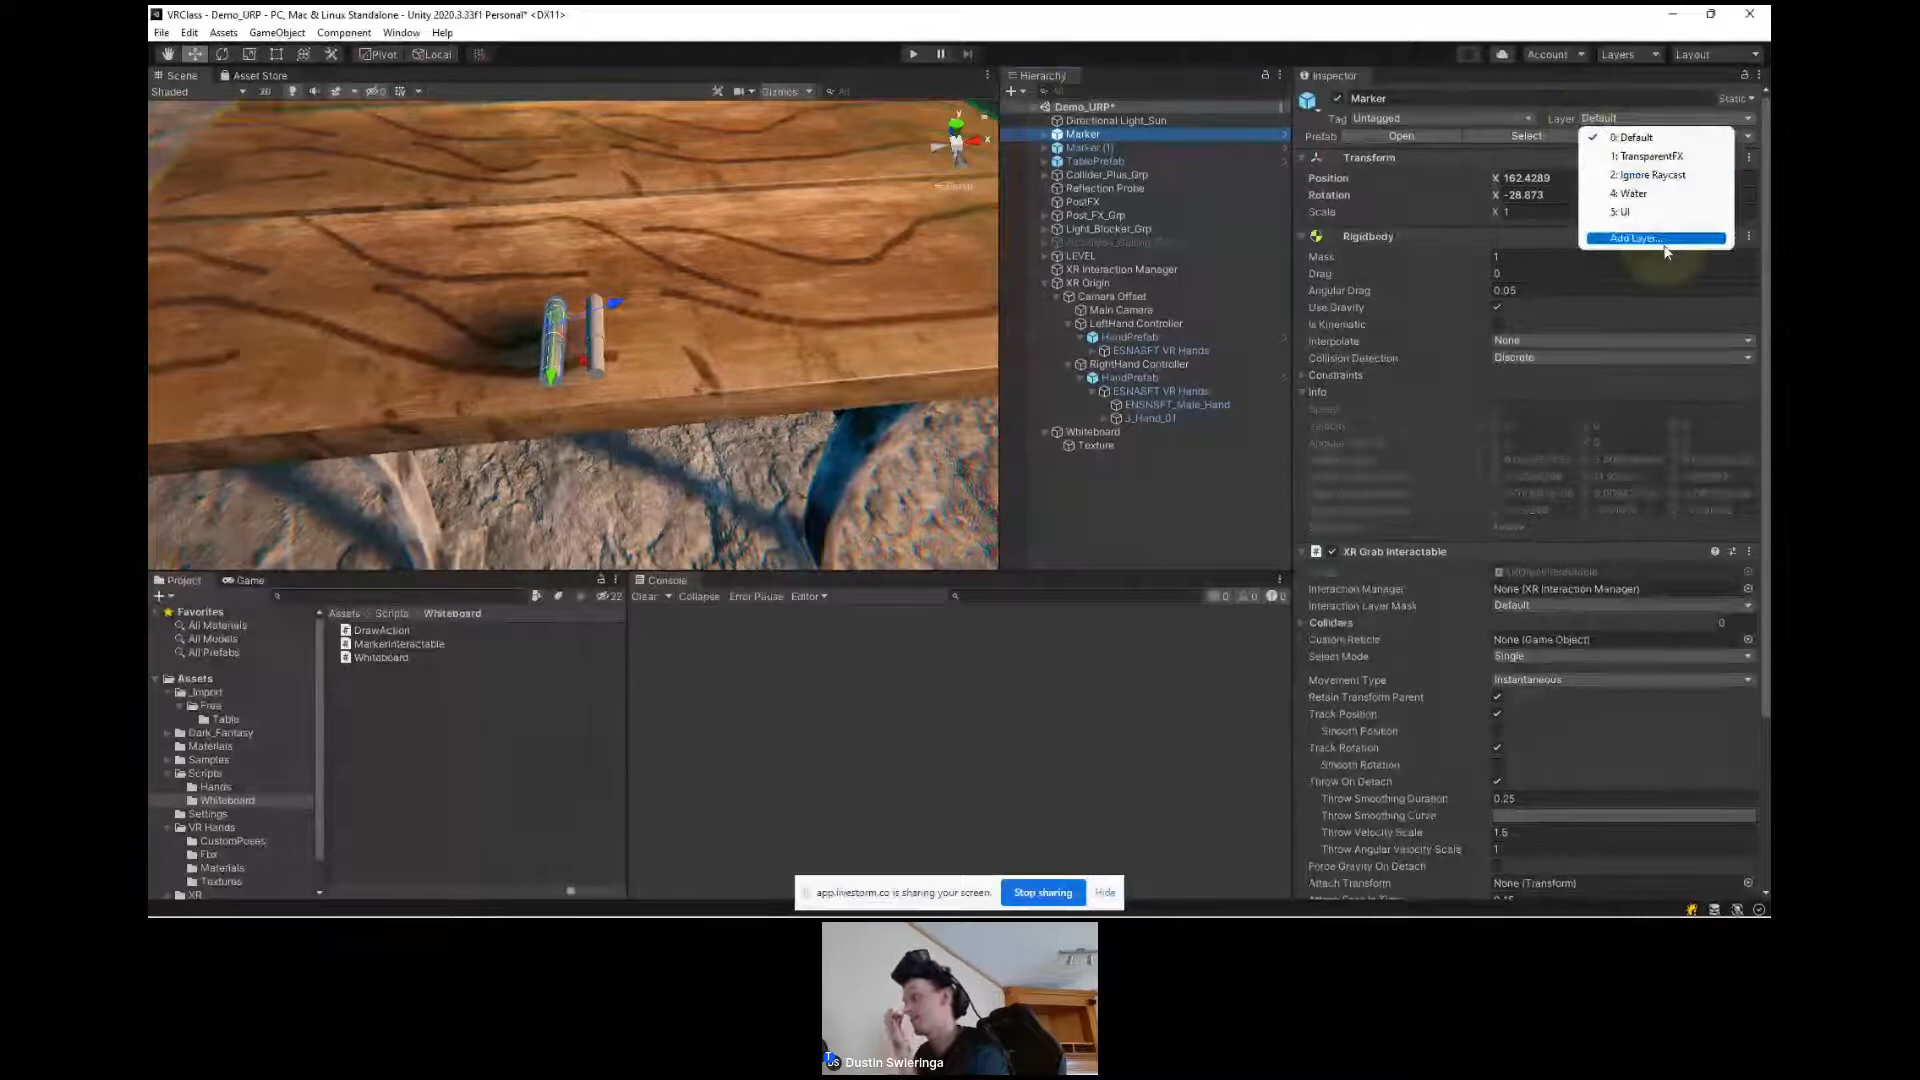 VRClass - Demo_URP - PC, Mac & Linux Standalone - Unity 2020.3.33f1 Personal* <DX11>
File Edit Assets GameObject Component Window Help
Pivot Local
Account Layers Layout
Scene Asset Store
Shaded 2D Gizmos All
Hierarchy
All
Demo_URP*
Directional Light_Sun
Marker
Marker (1)
TablePrefab
Collider_Plus_Grp
Reflection Probe
PostFX
Post_FX_Grp
Light_Blocker_Grp
LEVEL
XR Interaction Manager
XR Origin
Camera Offset
Main Camera
LeftHand Controller
HandPrefab
ESNASFT VR Hands
RightHand Controller
HandPrefab
ESNASFT VR Hands
ENSNSFT_Male_Hand
J_Hand_01
Whiteboard
Texture
Inspector
Marker Static
Tag Untagged Layer Default
Prefab Open Select
0: Default
1: TransparentFX
2: Ignore Raycast
4: Water
5: UI
Add Layer...
Transform
Position X 162.4289
Rotation X -28.873
Scale X 1
Rigidbody
Mass 1
Drag 0
Angular Drag 0.05
Use Gravity
Is Kinematic
Interpolate None
Collision Detection Discrete
Constraints
Info
XR Grab Interactable
Interaction Manager None (XR Interaction Manager)
Interaction Layer Mask Default
Colliders 0
Custom Reticle None (Game Object)
Select Mode Single
Movement Type Instantaneous
Retain Transform Parent
Track Position
Smooth Position
Track Rotation
Smooth Rotation
Throw On Detach
Throw Smoothing Duration 0.25
Throw Smoothing Curve
Throw Velocity Scale 1.5
Throw Angular Velocity Scale 1
Force Gravity On Detach
Attach Transform None (Transform)
Project Game
22
Favorites
All Materials
All Models
All Prefabs
Assets
_Import
Free
Table
Dark_Fantasy
Materials
Samples
Scripts
Hands
Whiteboard
Settings
VR Hands
CustomPoses
Fbx
Materials
Textures
XR
Assets Scripts Whiteboard
DrawAction
MarkerInteractable
Whiteboard
Console
Clear Collapse Error Pause Editor 0 0 0
app.livestorm.co is sharing your screen. Stop sharing Hide
Dustin Swieringa